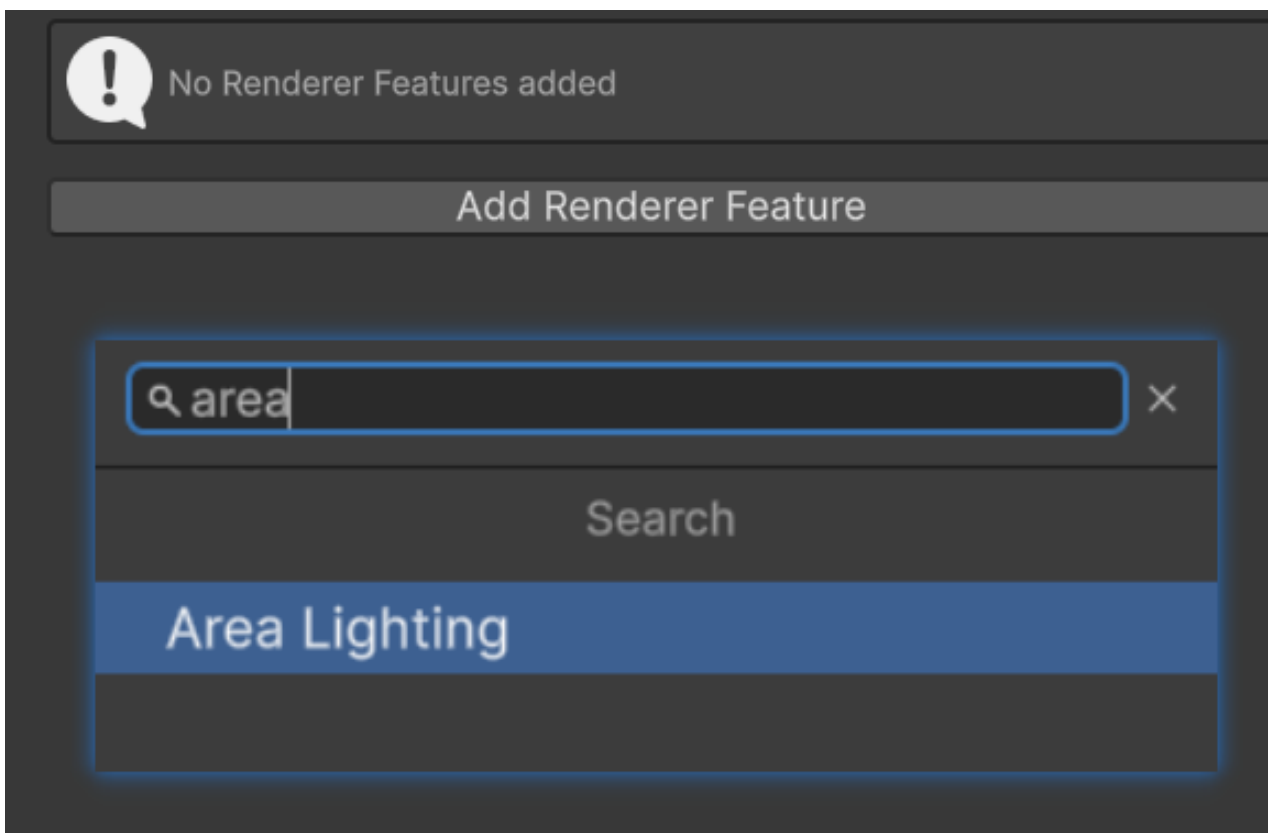 No Renderer Features added
Add Renderer Feature
area
Search
Area Lighting